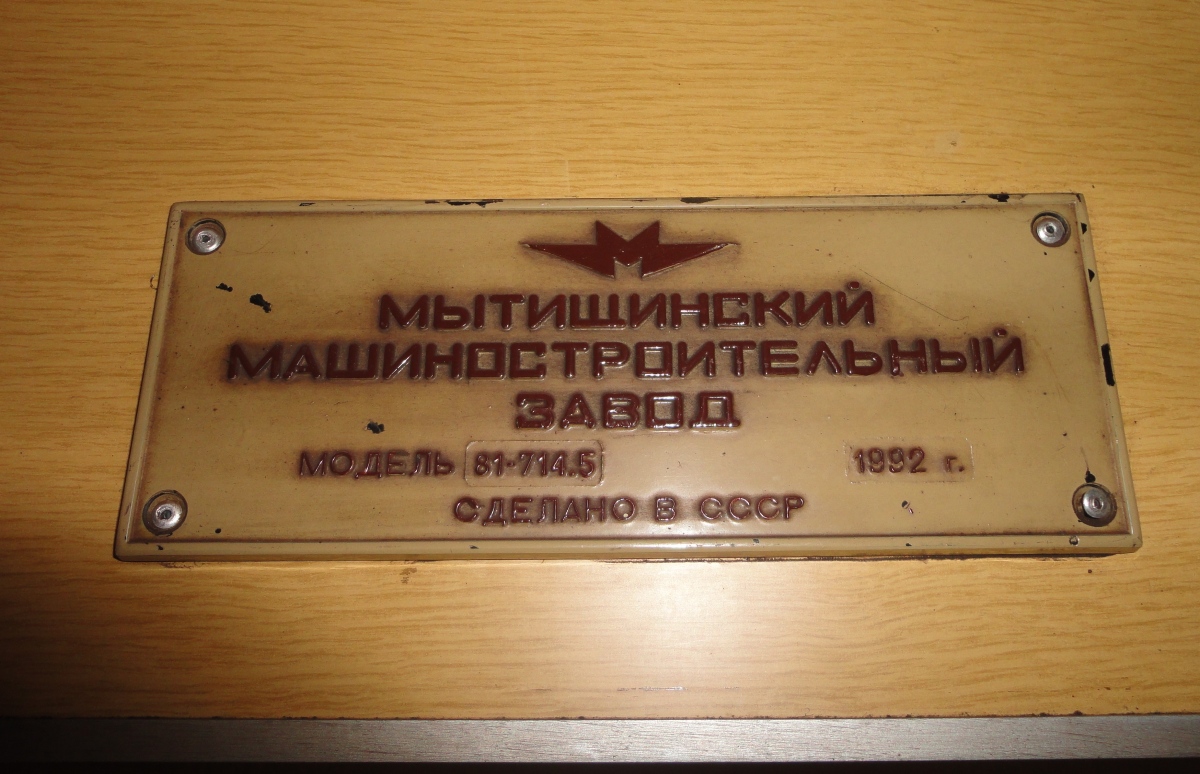 МЫТИЩИНСКИЙ
МАШИНОСТРОИТЕЛЬНЫЙ
ЗАВОД
МОДЕЛЬ 81-714.5 1992 г.
СДЕЛАНО В СССР